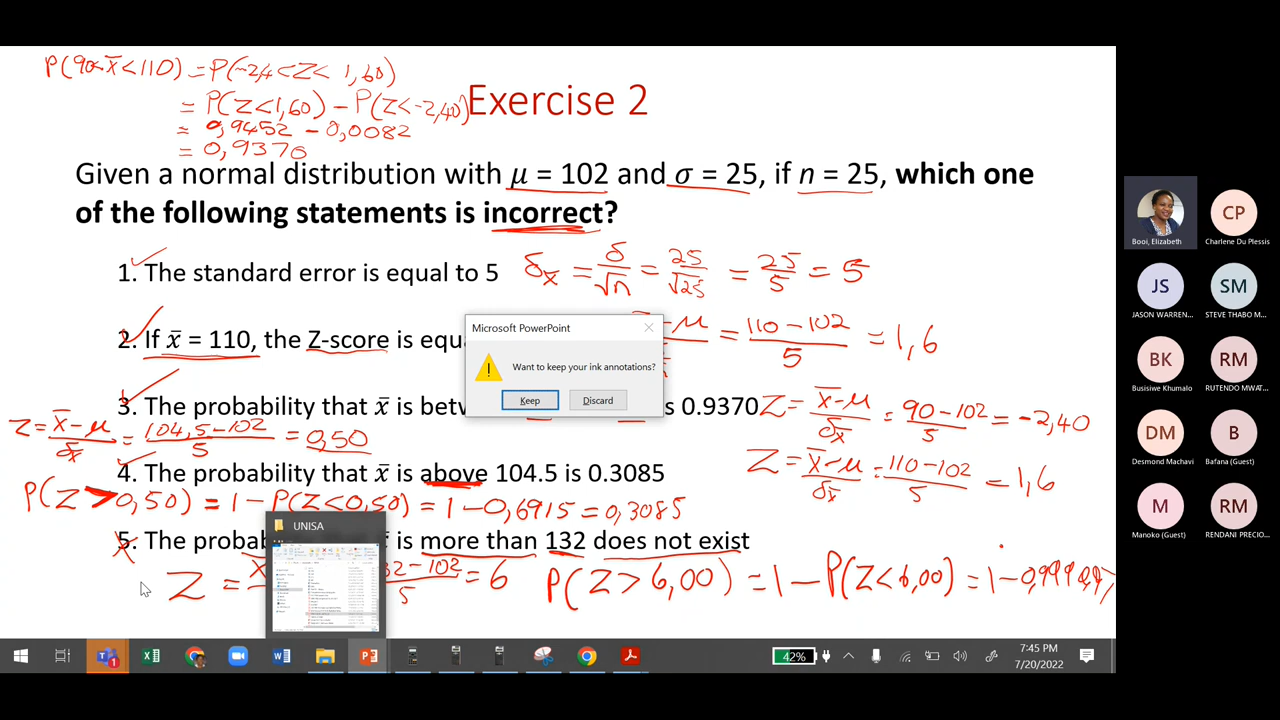 P(90<x̄<110) = P(-2,4 <Z< 1,60)
= P(Z<1,60) - P(Z<-2,40)
= 0,9452 - 0,0082
= 0,9370
Exercise 2
Given a normal distribution with μ = 102 and σ = 25, if n = 25, which one
of the following statements is incorrect?
1. The standard error is equal to 5
δx = δ/√n = 25/√25 = 25/5 = 5
2. If x̄ = 110, the Z-score is equ
-μ = 110-102/5 = 1,6
3. The probability that x̄ is bet
s 0.9370
Z = x̄-μ/δx̄ = 90-102/5 = -2,40
Z = x̄-μ/δx̄ = 104,5-102/5 = 0,50
4. The probability that x̄ is above 104.5 is 0.3085
Z = x̄-μ/δx̄ = 110-102/5 = 1,6
P(Z > 0,50) = 1 - P(Z<0,50) = 1 - 0,6915 = 0,3085
5. The proba
is more than 132 does not exist
Z =
32-102/5 = 6
P(Z > 6,00) = 1 - P(Z<6,00) = 1 -
Microsoft PowerPoint
Want to keep your ink annotations?
Keep
Discard
UNISA
Booi, Elizabeth
CP
Charlene Du Plessis
JS
JASON WARREN...
SM
STEVE THABO M...
BK
Busisiwe Khumalo
RM
RUTENDO MWAT...
DM
Desmond Machavi
B
Bafana (Guest)
M
Manoko (Guest)
RM
RENDANI PRECIO...
42%
7:45 PM
7/20/2022